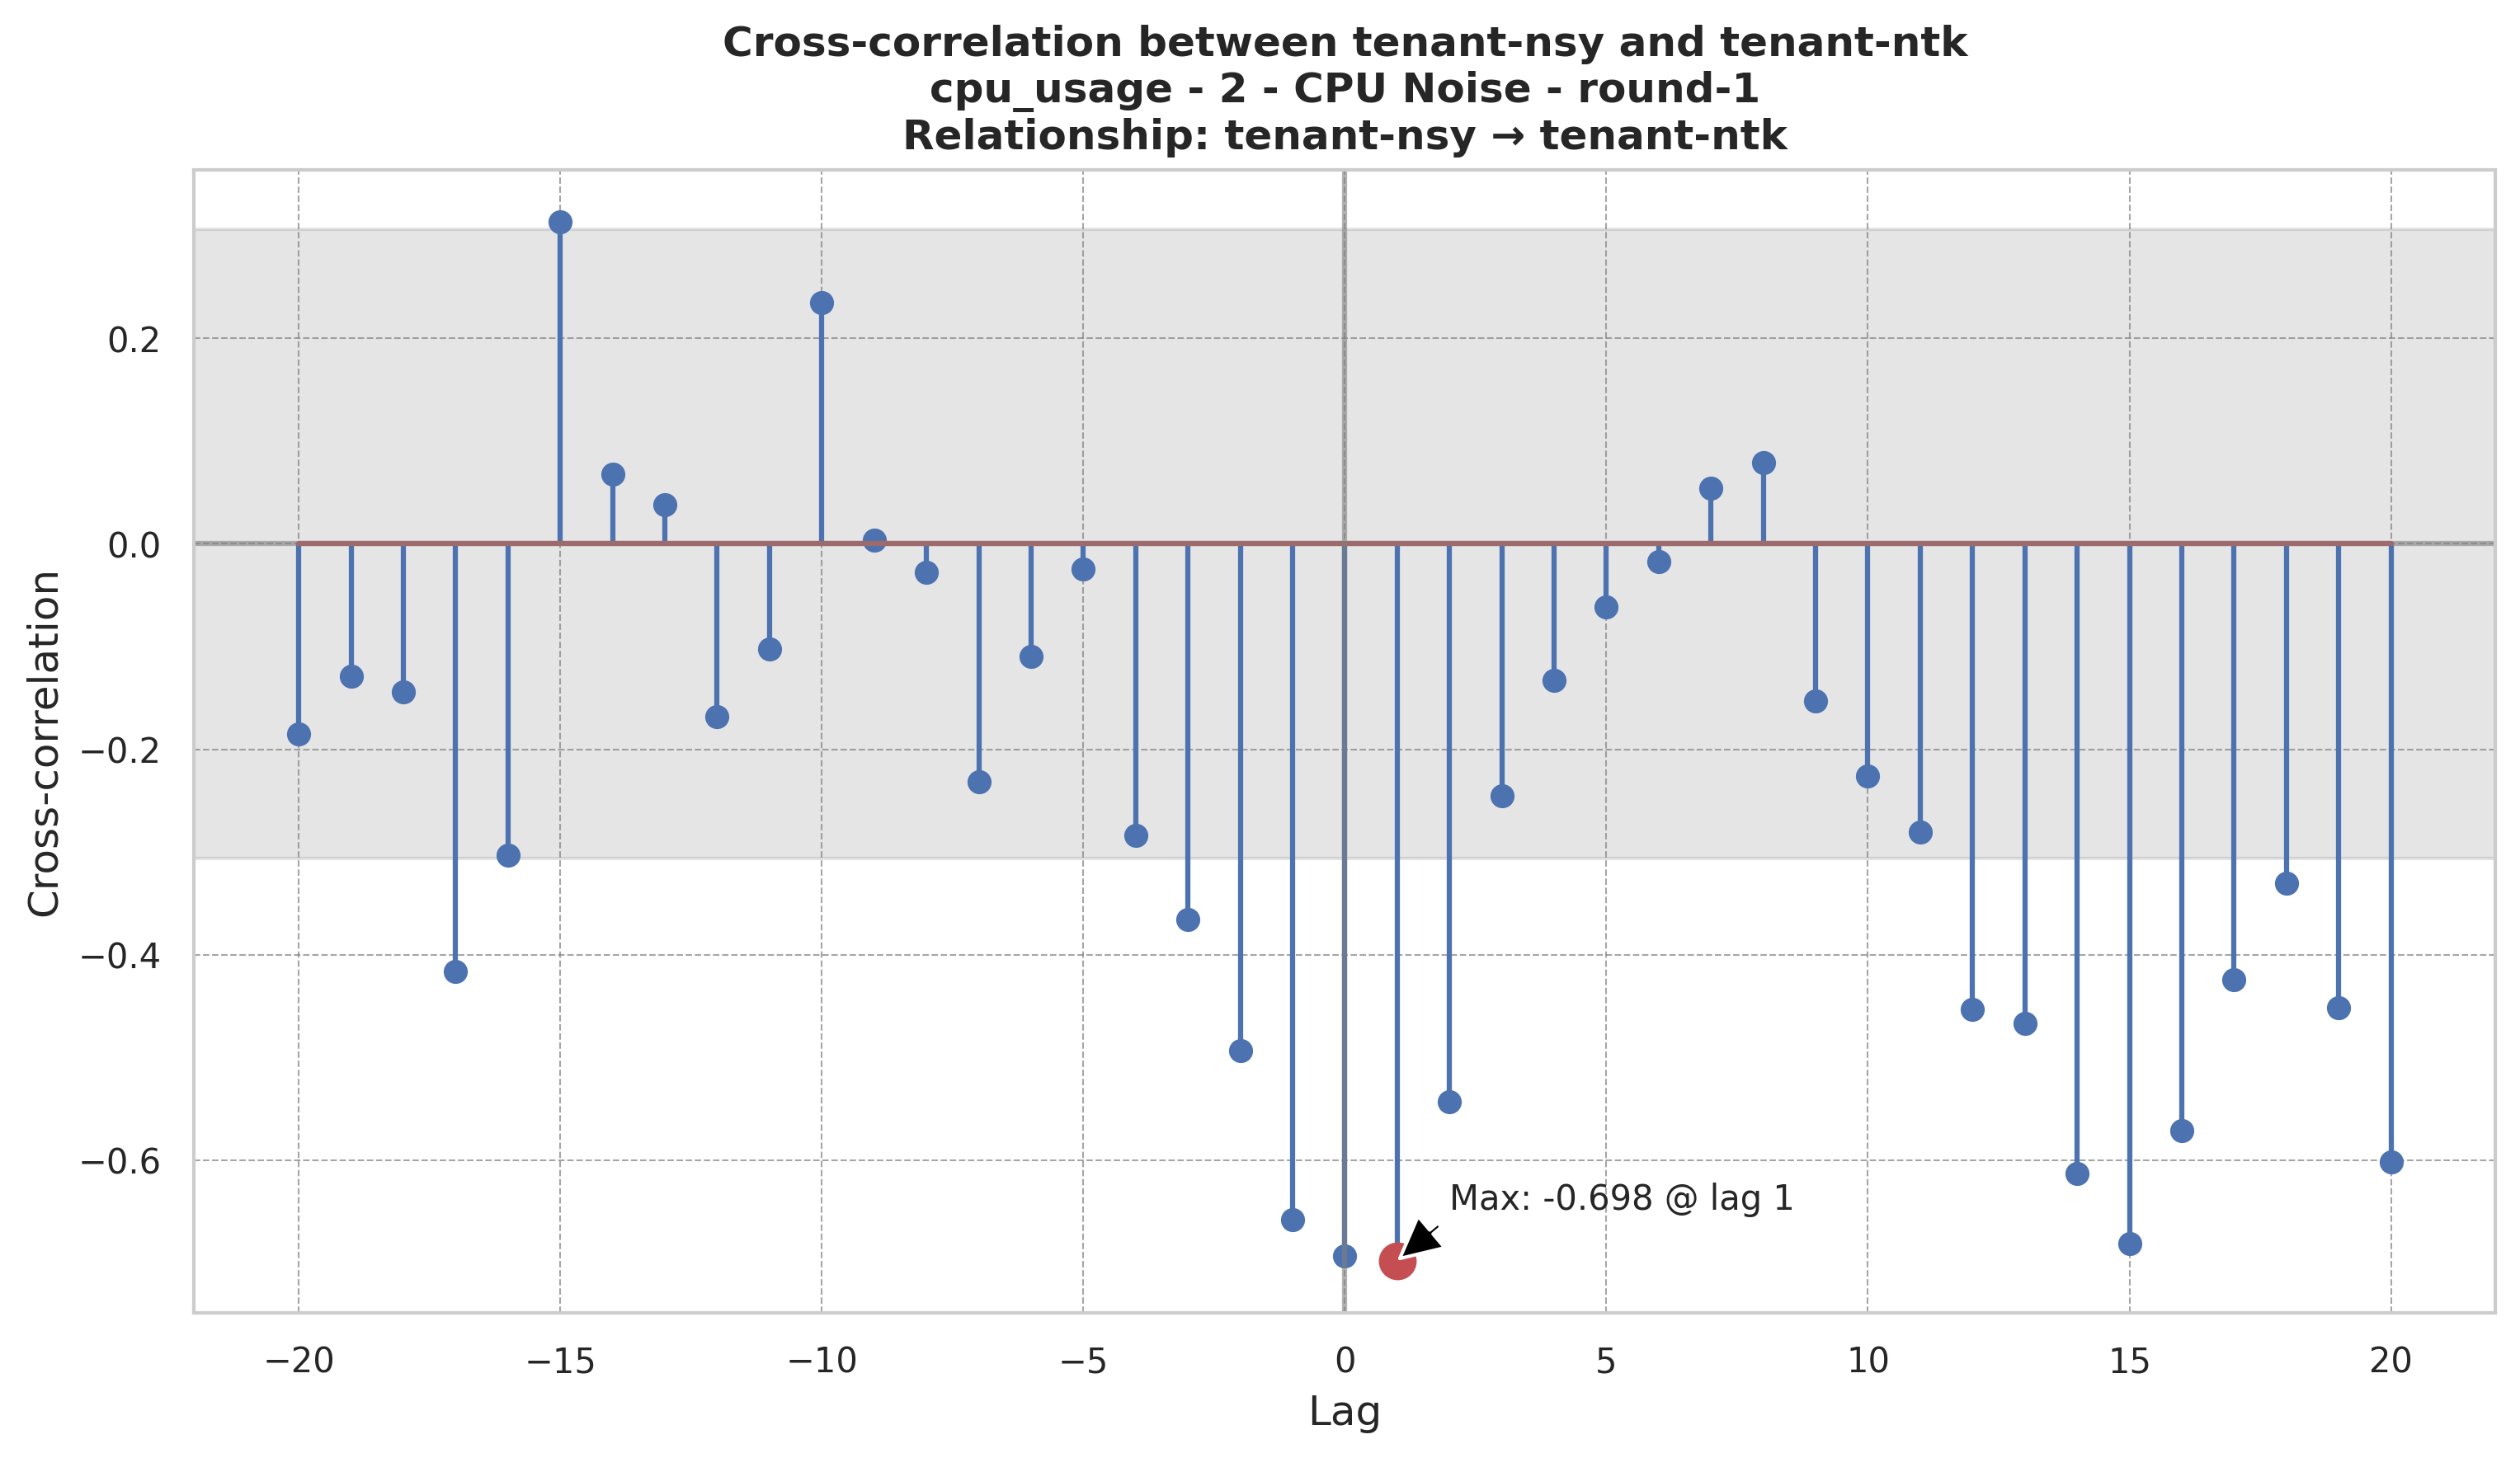 Cross-correlation between tenant-nsy and tenant-ntk
cpu_usage - 2 - CPU Noise - round-1
Relationship: tenant-nsy → tenant-ntk
Cross-correlation
0.2
0.0
−0.2
−0.4
−0.6
Max: -0.698 @ lag 1
−20 −15 −10 −5 0 5 10 15 20
Lag